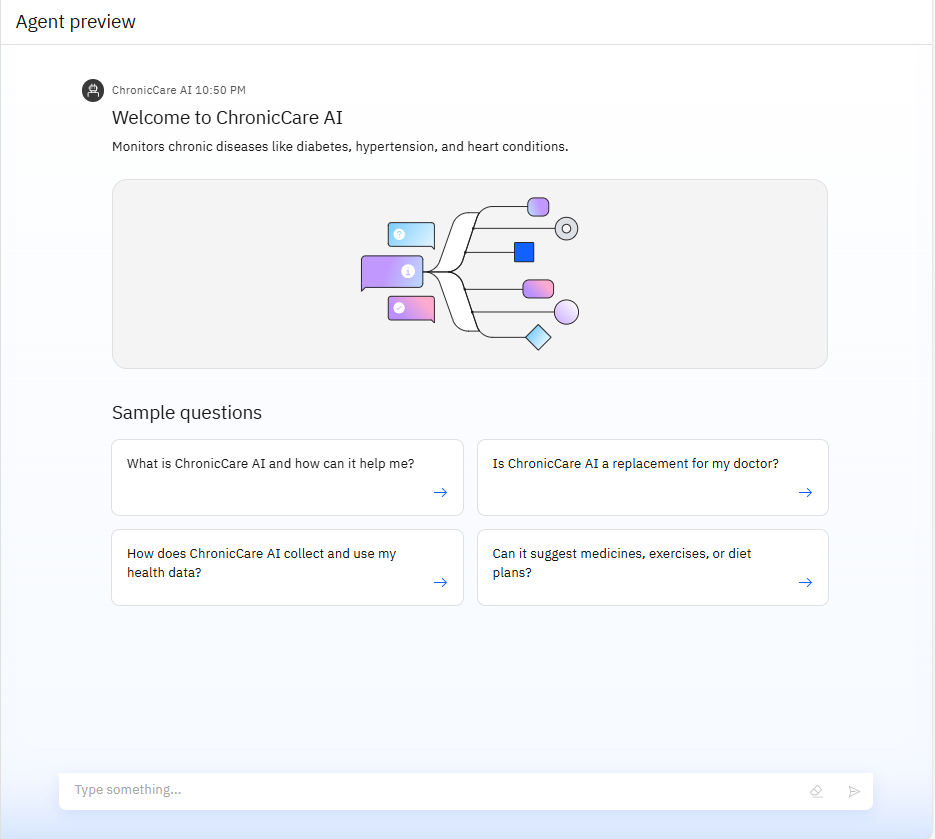 Agent preview
ChronicCare AI 10:50 PM
Welcome to ChronicCare AI
Monitors chronic diseases like diabetes, hypertension, and heart conditions.
?
i
Sample questions
What is ChronicCare AI and how can it help me?
Is ChronicCare AI a replacement for my doctor?
How does ChronicCare AI collect and use my
health data?
Can it suggest medicines, exercises, or diet
plans?
Type something...